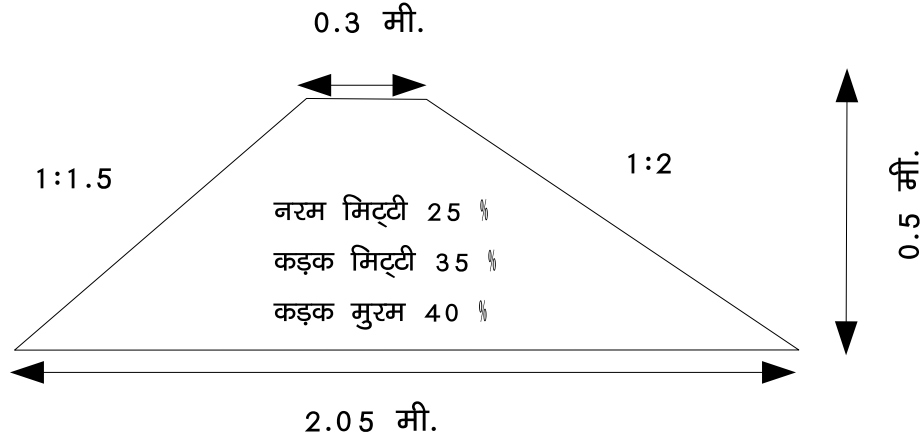 0.3 मी.
1:1.5
1:2
0.5 मी.
नरम मिट्टी 25 %
कड़क मिट्टी 35 %
कड़क मुरम 40 %
2.05 मी.